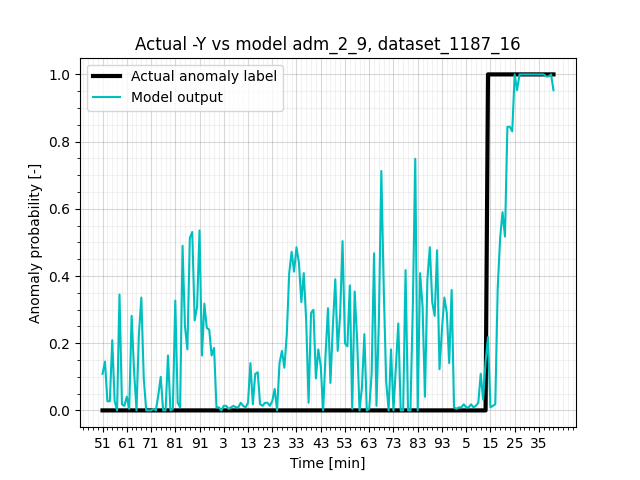 Actual -Y vs model adm_2_9, dataset_1187_16
Actual anomaly label
Model output
Anomaly probability [-]
1.0
0.8
0.6
0.4
0.2
0.0
51 61 71 81 91 3 13 23 33 43 53 63 73 83 93 5 15 25 35
Time [min]